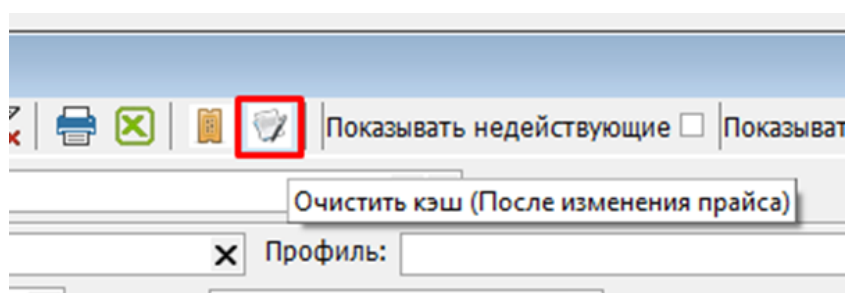 Показывать недействующие Показыват
Очистить кэш (После изменения прайса)
Профиль: